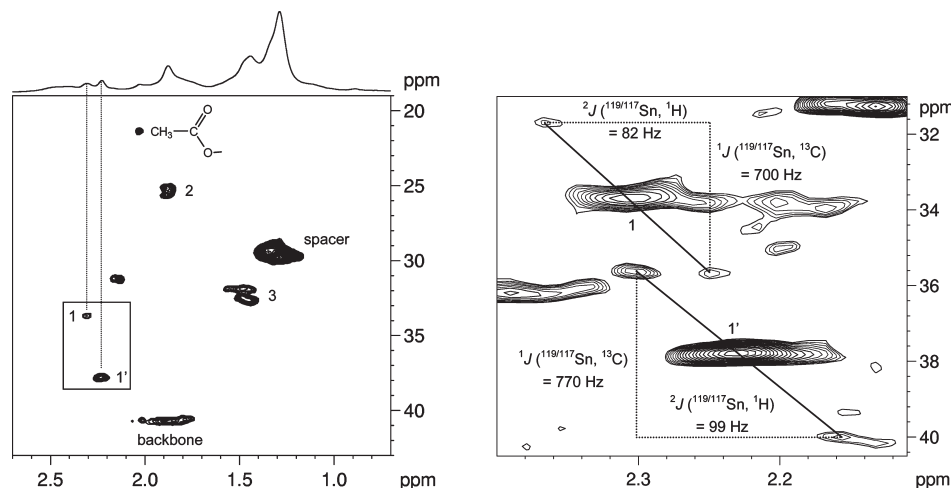 ppm
20
25
30
35
40
2.5
2.0
1.5
1.0
ppm
CH₃
C
O
O
2
spacer
3
1
1'
backbone
ppm
32
34
36
38
40
2.3
2.2
ppm
²J (¹¹⁹/¹¹⁷Sn, ¹H)
= 82 Hz
¹J (¹¹⁹/¹¹⁷Sn, ¹³C)
= 700 Hz
1
1'
¹J (¹¹⁹/¹¹⁷Sn, ¹³C)
= 770 Hz
²J (¹¹⁹/¹¹⁷Sn, ¹H)
= 99 Hz